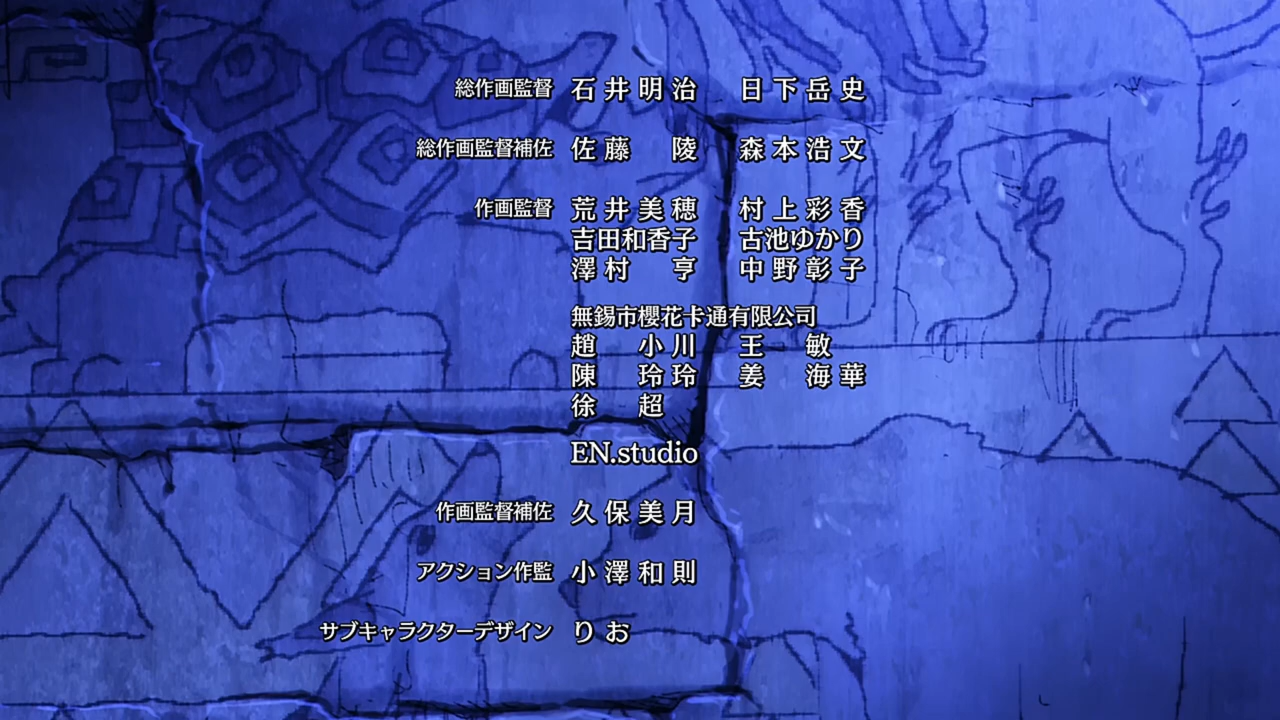 総作画監督 石井明治 日下岳史
総作画監督補佐 佐藤 陵 森本浩文
作画監督 荒井美穂 村上彩香
吉田和香子 古池ゆかり
澤村 亨 中野彰子
無錫市櫻花卡通有限公司
趙 小川 王 敏
陳 玲玲 姜 海華
徐 超
EN.studio
作画監督補佐 久保美月
アクション作監 小澤和則
サブキャラクターデザイン りお